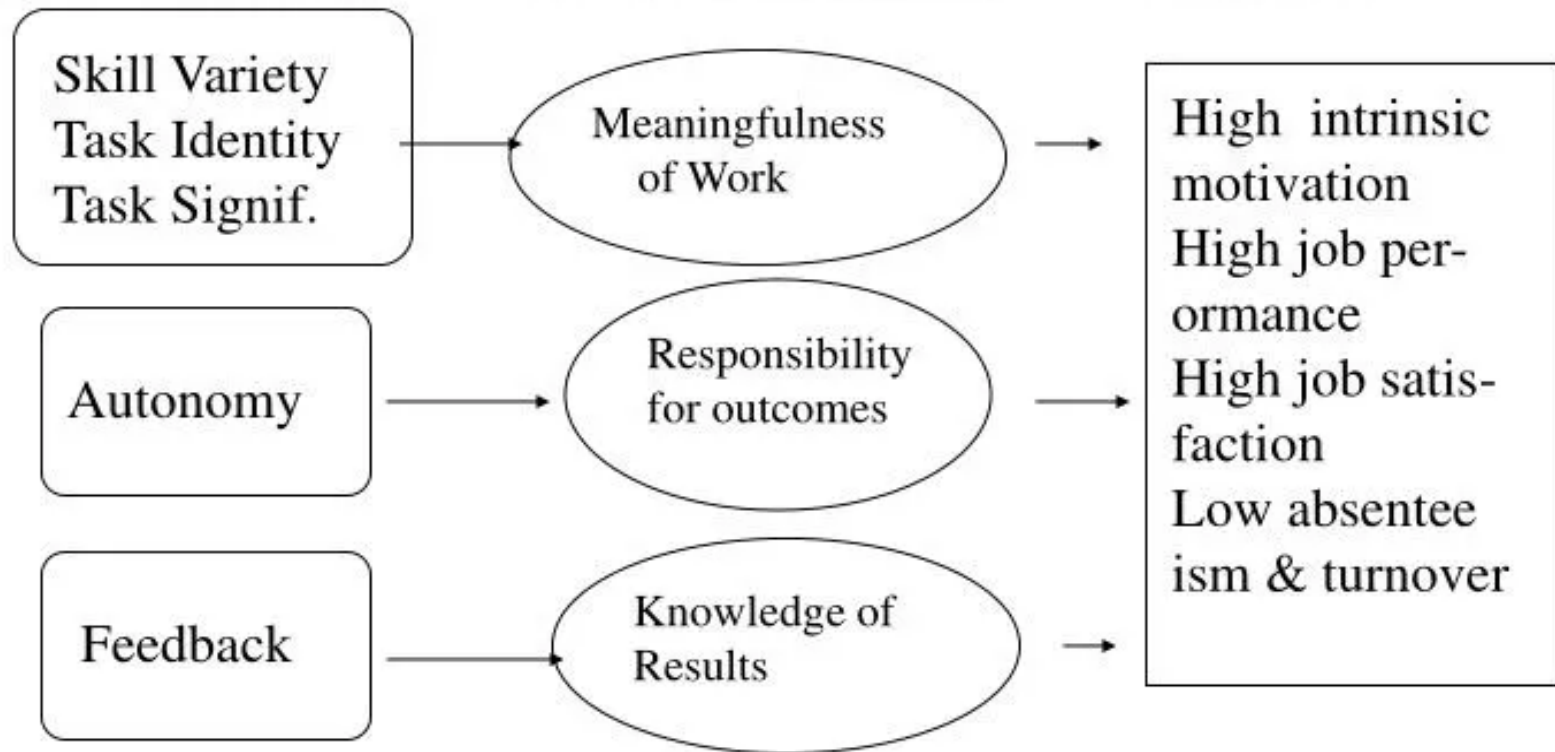 Skill Variety
Task Identity
Task Signif.
Meaningfulness
of Work
High intrinsic
motivation
High job per-
ormance
High job satis-
faction
Low absentee
ism & turnover
Autonomy
Responsibility
for outcomes
Feedback
Knowledge of
Results